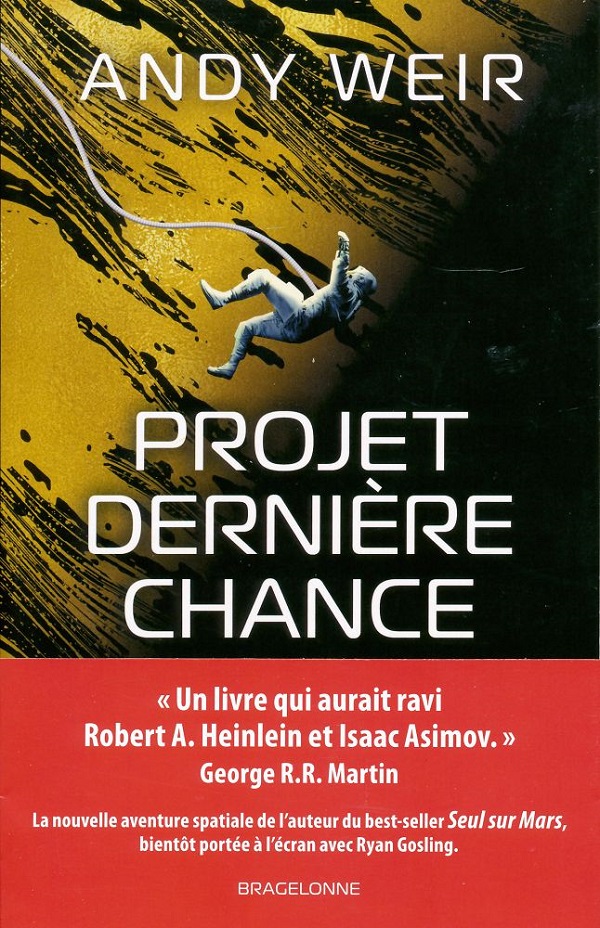 ANDY WEIR
PROJET
DERNIÈRE
CHANCE
« Un livre qui aurait ravi
Robert A. Heinlein et Isaac Asimov. »
George R.R. Martin
La nouvelle aventure spatiale de l'auteur du best-seller Seul sur Mars,
bientôt portée à l'écran avec Ryan Gosling.
BRAGELONNE